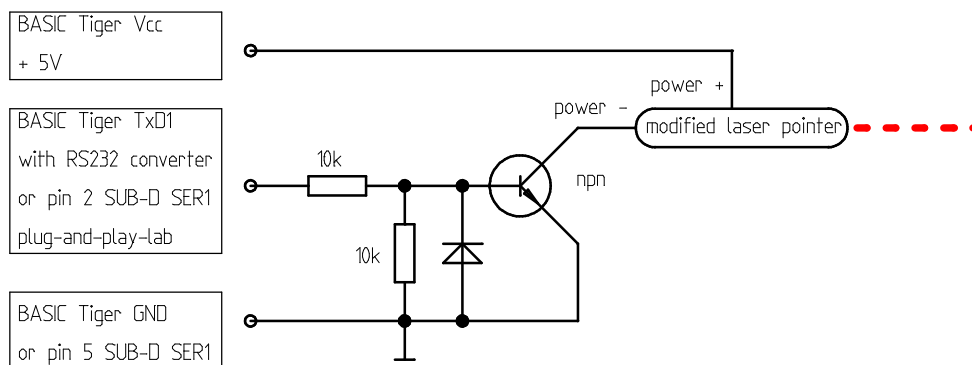 BASIC Tiger Vcc
+ 5V
power +
power -
modified laser pointer
BASIC Tiger TxD1
with RS232 converter
or pin 2 SUB-D SER1
plug-and-play-lab
10k
npn
10k
BASIC Tiger GND
or pin 5 SUB-D SER1